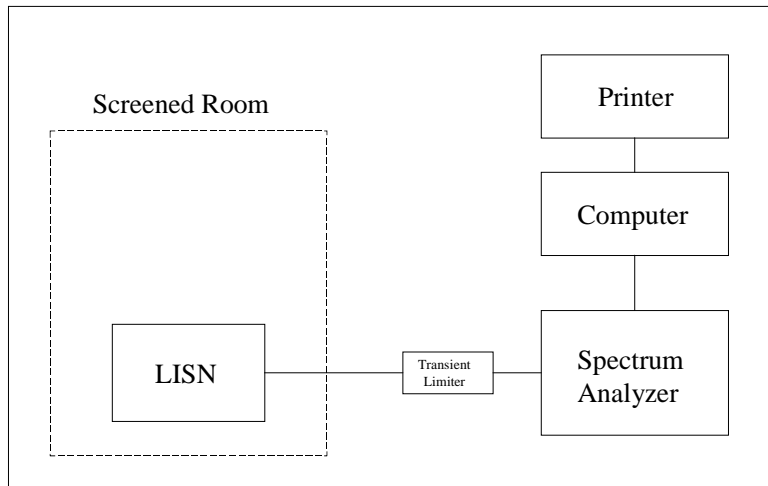 Screened Room
Printer
Computer
LISN
Transient
Limiter
Spectrum
Analyzer